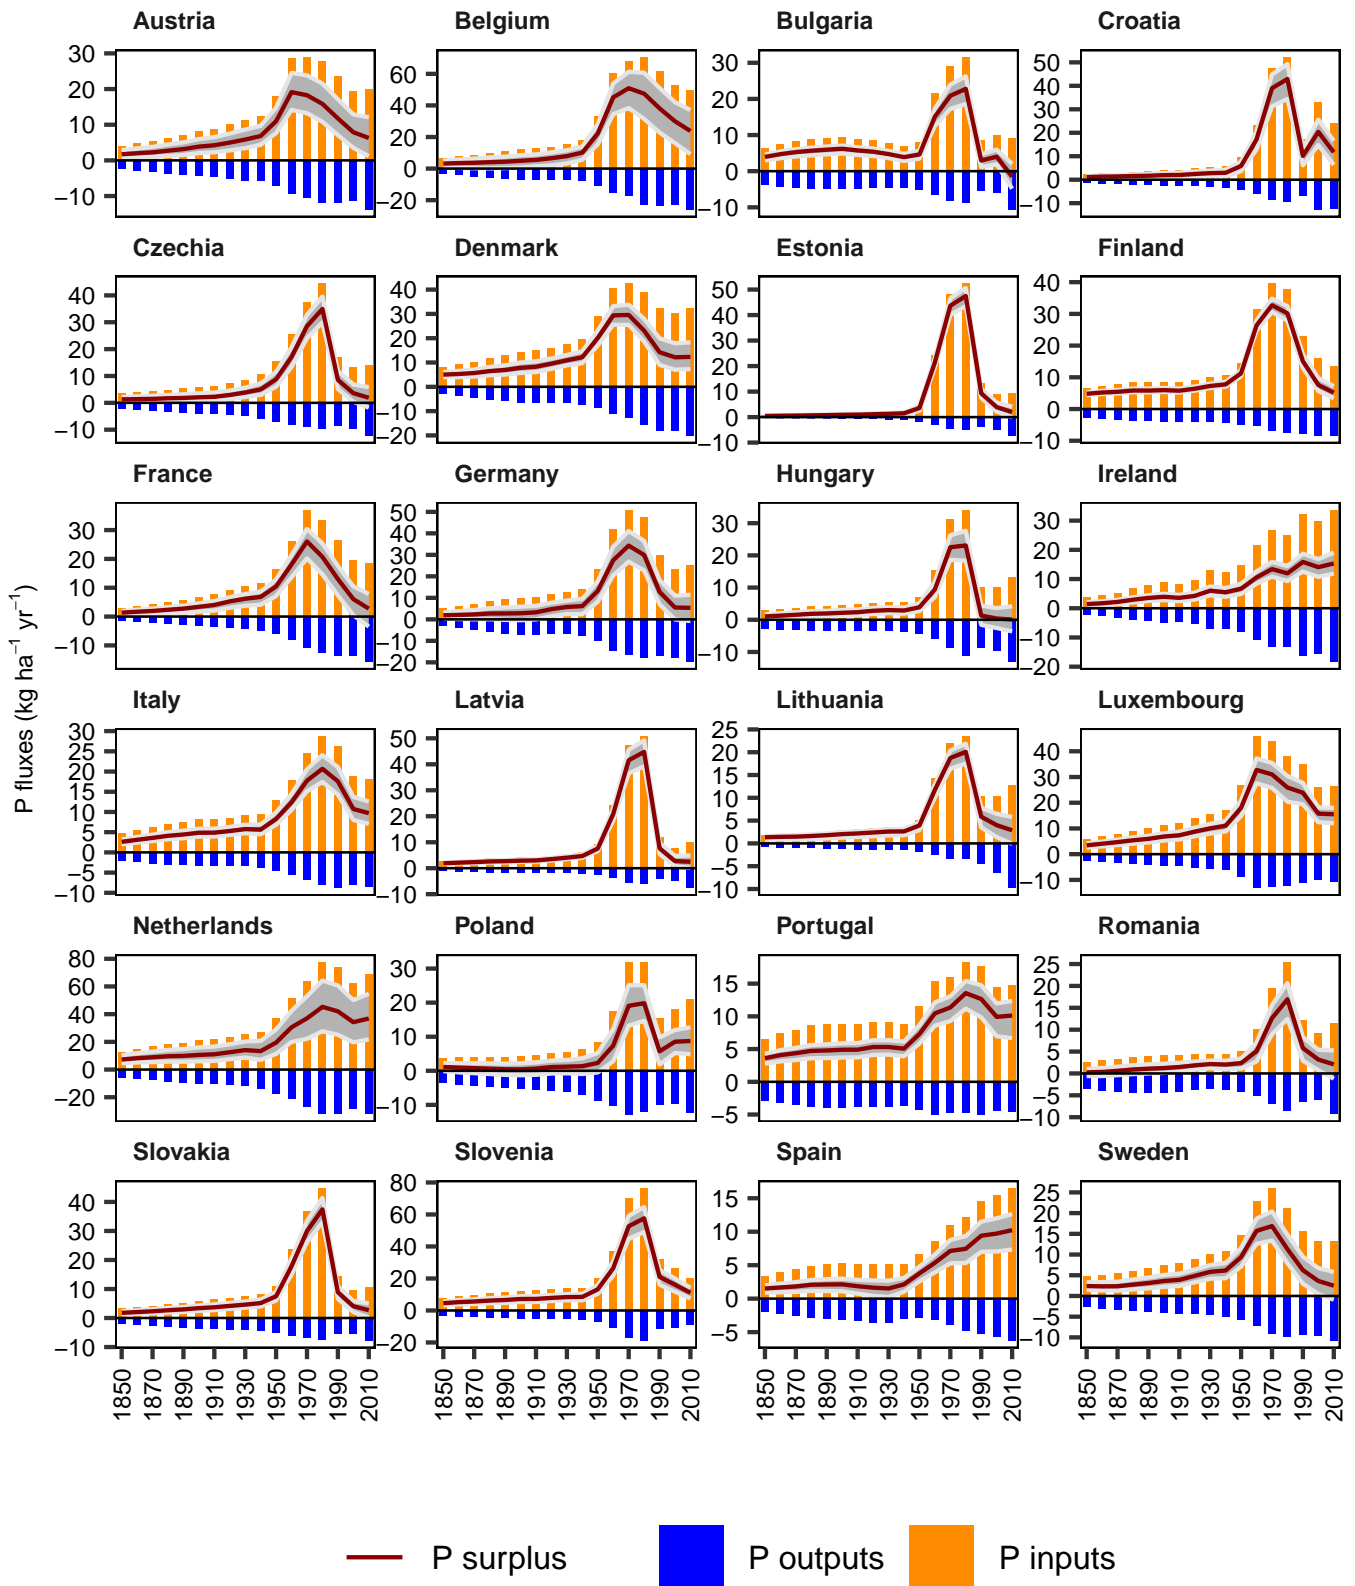 Austria Belgium Bulgaria Croatia
30 20 10 0 −10
60 40 20 0 −20
30 20 10 0 −10
50 40 30 20 10 0 −10
Czechia Denmark Estonia Finland
40 30 20 10 0 −10
40 30 20 10 0 −10 −20
50 40 30 20 10 0 −10
40 30 20 10 0 −10
France Germany Hungary Ireland
30 20 10 0 −10
50 40 30 20 10 0 −10 −20
30 20 10 0 −10
30 20 10 0 −10 −20
P fluxes (kg ha⁻¹ yr⁻¹)
Italy Latvia Lithuania Luxembourg
30 25 20 15 10 5 0 −5 −10
50 40 30 20 10 0 −10
25 20 15 10 5 0 −5 −10
40 30 20 10 0 −10
Netherlands Poland Portugal Romania
80 60 40 20 0 −20
30 20 10 0 −10
15 10 5 0 −5
25 20 15 10 5 0 −5 −10
Slovakia Slovenia Spain Sweden
40 30 20 10 0 −10
80 60 40 20 0 −20
15 10 5 0 −5
25 20 15 10 5 0 −5 −10
1850 1870 1890 1910 1930 1950 1970 1990 2010
1850 1870 1890 1910 1930 1950 1970 1990 2010
1850 1870 1890 1910 1930 1950 1970 1990 2010
1850 1870 1890 1910 1930 1950 1970 1990 2010
P surplus P outputs P inputs